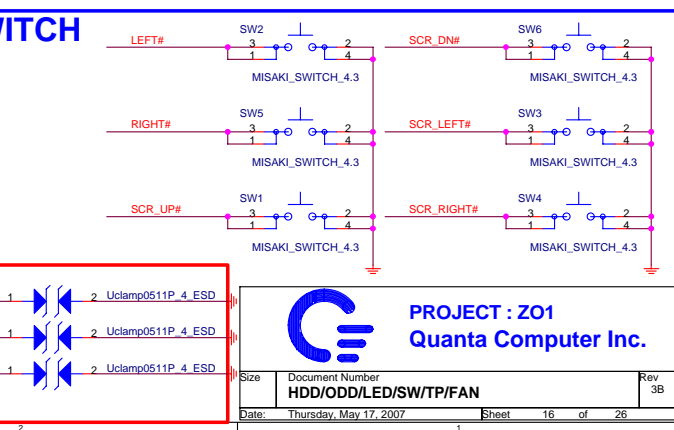 WITCH
LEFT#
SW2
3 2
1 4
MISAKI_SWITCH_4.3
SCR_DN#
SW6
3 2
1 4
MISAKI_SWITCH_4.3
RIGHT#
SW5
3 2
1 4
MISAKI_SWITCH_4.3
SCR_LEFT#
SW3
3 2
1 4
MISAKI_SWITCH_4.3
SCR_UP#
SW1
3 2
1 4
MISAKI_SWITCH_4.3
SCR_RIGHT#
SW4
3 2
1 4
MISAKI_SWITCH_4.3
1 2 Uclamp0511P_4_ESD
1 2 Uclamp0511P_4_ESD
1 2 Uclamp0511P_4_ESD
PROJECT : ZO1
Quanta Computer Inc.
Size Document Number Rev
HDD/ODD/LED/SW/TP/FAN 3B
Date: Thursday, May 17, 2007 Sheet 16 of 26
2 1